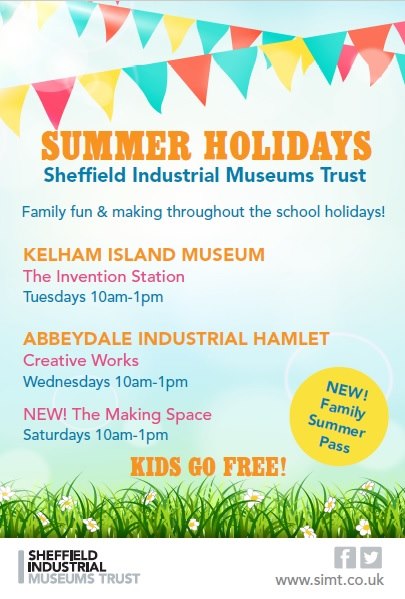 SUMMER HOLIDAYS
Sheffield Industrial Museums Trust
Family fun & making throughout the school holidays!
KELHAM ISLAND MUSEUM
The Invention Station
Tuesdays 10am-1pm
ABBEYDALE INDUSTRIAL HAMLET
Creative Works
Wednesdays 10am-1pm
NEW! The Making Space
Saturdays 10am-1pm
NEW!
Family
Summer
Pass
KIDS GO FREE!
SHEFFIELD
INDUSTRIAL
MUSEUMS TRUST
www.simt.co.uk